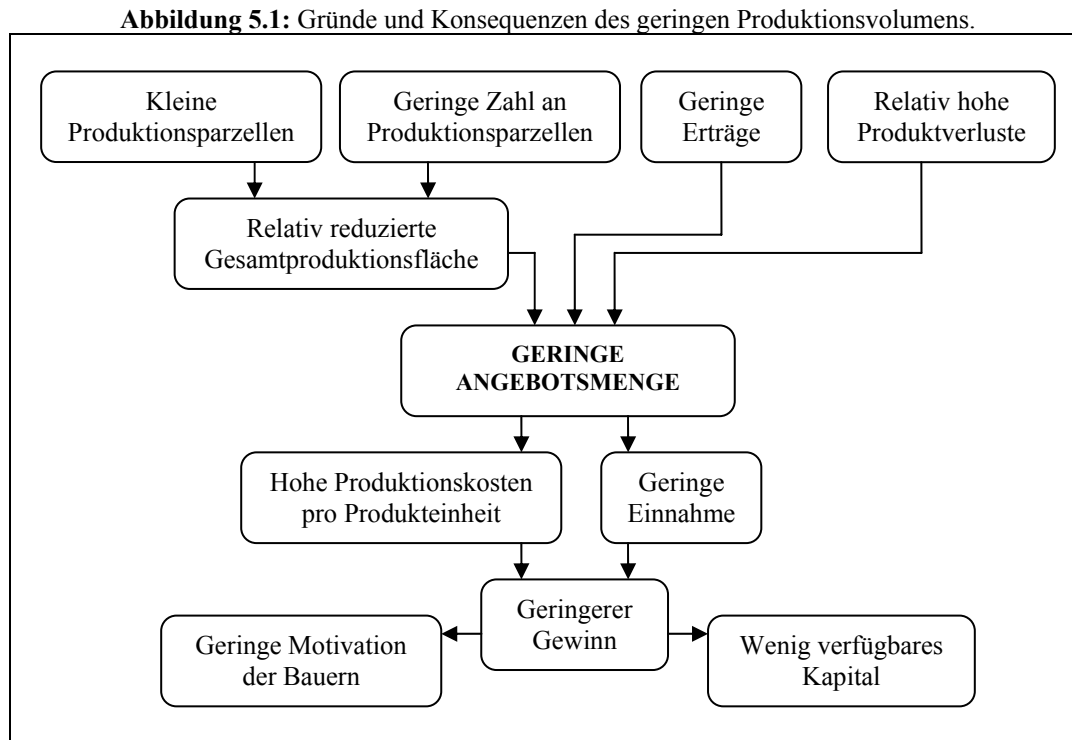 Abbildung 5.1: Gründe und Konsequenzen des geringen Produktionsvolumens.
Kleine
Produktionsparzellen
Geringe Zahl an
Produktionsparzellen
Geringe
Erträge
Relativ hohe
Produktverluste
Relativ reduzierte
Gesamtproduktionsfläche
GERINGE
ANGEBOTSMENGE
Hohe Produktionskosten
pro Produkteinheit
Geringe
Einnahme
Geringerer
Gewinn
Geringe Motivation
der Bauern
Wenig verfügbares
Kapital